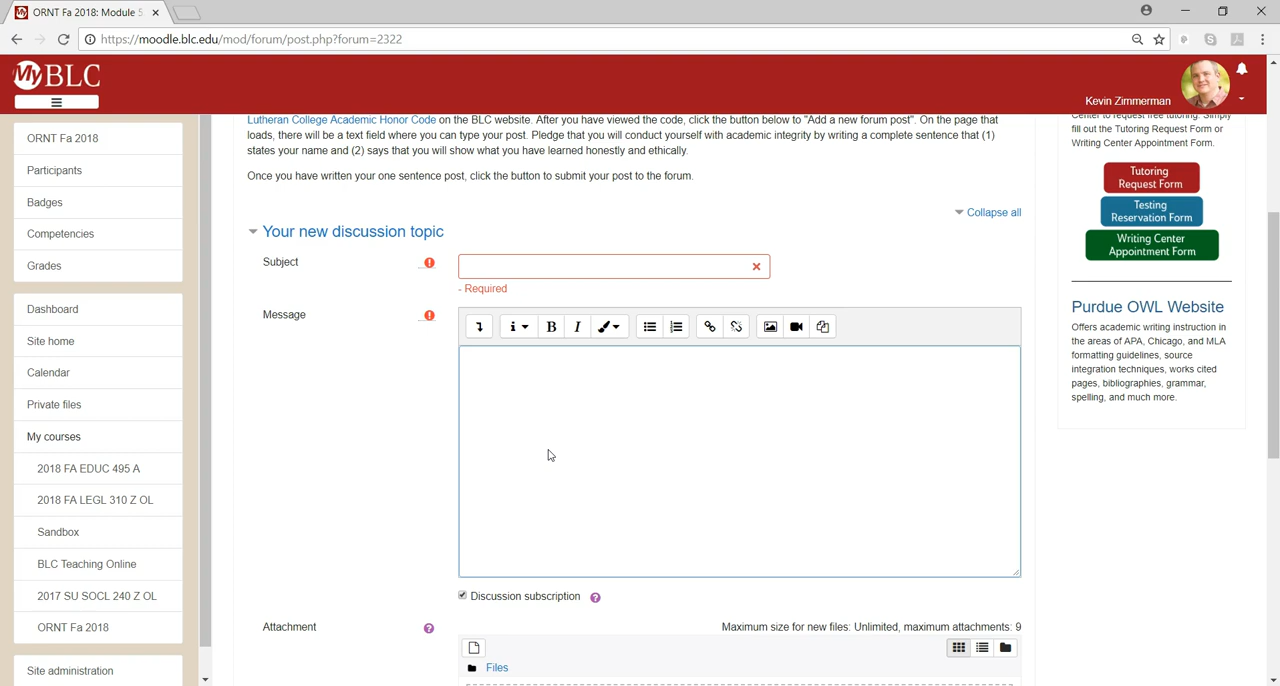 ORNT Fa 2018: Module 5
https://moodle.blc.edu/mod/forum/post.php?forum=2322
My BLC
Kevin Zimmerman
ORNT Fa 2018
Participants
Badges
Competencies
Grades
Dashboard
Site home
Calendar
Private files
My courses
2018 FA EDUC 495 A
2018 FA LEGL 310 Z OL
Sandbox
BLC Teaching Online
2017 SU SOCL 240 Z OL
ORNT Fa 2018
Site administration
Lutheran College Academic Honor Code on the BLC website. After you have viewed the code, click the button below to "Add a new forum post". On the page that
loads, there will be a text field where you can type your post. Pledge that you will conduct yourself with academic integrity by writing a complete sentence that (1)
states your name and (2) says that you will show what you have learned honestly and ethically.
Once you have written your one sentence post, click the button to submit your post to the forum.
Collapse all
Your new discussion topic
Subject
- Required
Message
B I
Discussion subscription
Attachment
Maximum size for new files: Unlimited, maximum attachments: 9
Files
Center to request free tutoring. Simply
fill out the Tutoring Request Form or
Writing Center Appointment Form.
Tutoring
Request Form
Testing
Reservation Form
Writing Center
Appointment Form
Purdue OWL Website
Offers academic writing instruction in
the areas of APA, Chicago, and MLA
formatting guidelines, source
integration techniques, works cited
pages, bibliographies, grammar,
spelling, and much more.